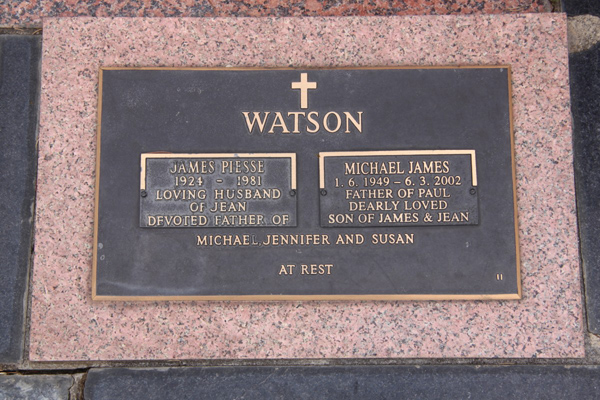 WATSON
JAMES PIESSE
1924 - 1981
LOVING HUSBAND
OF JEAN
DEVOTED FATHER OF
MICHAEL JAMES
1. 6. 1949 – 6. 3. 2002
FATHER OF PAUL
DEARLY LOVED
SON OF JAMES & JEAN
MICHAEL, JENNIFER AND SUSAN
AT REST
11